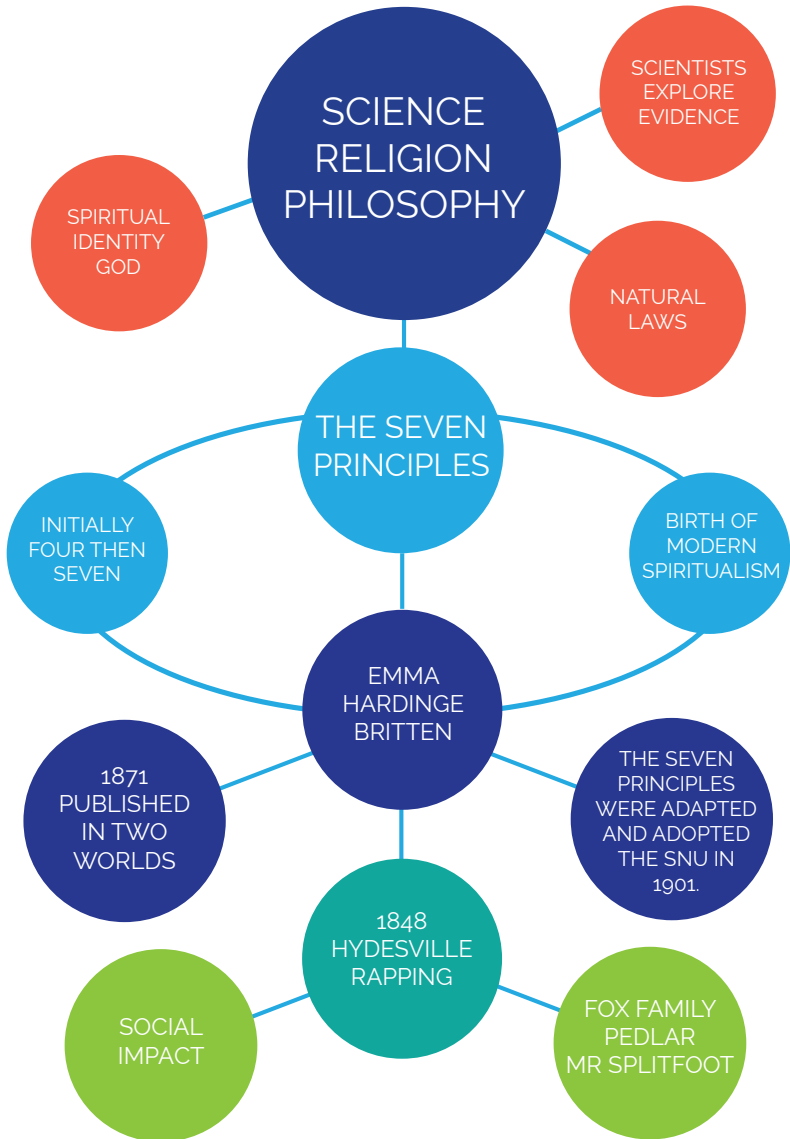 SCIENCE
RELIGION
PHILOSOPHY
SCIENTISTS
EXPLORE
EVIDENCE
SPIRITUAL
IDENTITY
GOD
NATURAL
LAWS
THE SEVEN
PRINCIPLES
INITIALLY
FOUR THEN
SEVEN
BIRTH OF
MODERN
SPIRITUALISM
EMMA
HARDINGE
BRITTEN
1871
PUBLISHED
IN TWO
WORLDS
THE SEVEN
PRINCIPLES
WERE ADAPTED
AND ADOPTED
THE SNU IN
1901.
1848
HYDESVILLE
RAPPING
SOCIAL
IMPACT
FOX FAMILY
PEDLAR
MR SPLITFOOT